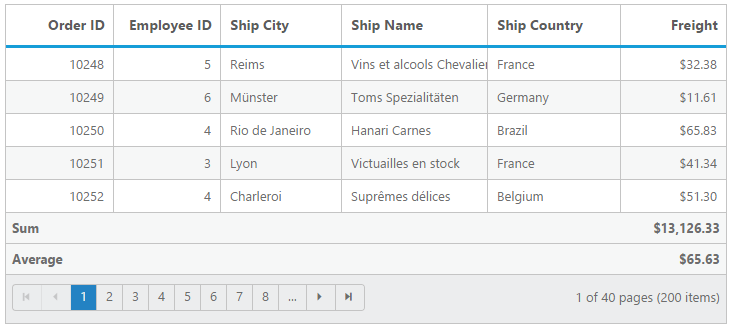 Order ID Employee ID Ship City Ship Name Ship Country Freight
10248 5 Reims Vins et alcools Chevalier France $32.38
10249 6 Münster Toms Spezialitäten Germany $11.61
10250 4 Rio de Janeiro Hanari Carnes Brazil $65.83
10251 3 Lyon Victuailles en stock France $41.34
10252 4 Charleroi Suprêmes délices Belgium $51.30
Sum $13,126.33
Average $65.63
1 2 3 4 5 6 7 8 ... 1 of 40 pages (200 items)